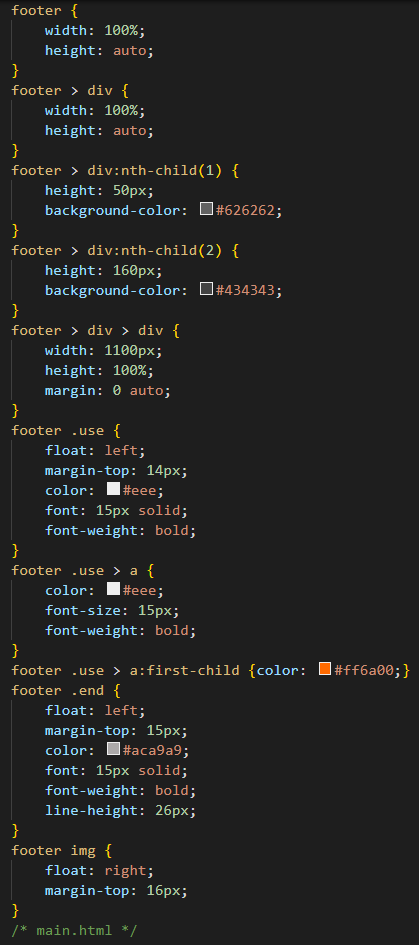 footer {
    width: 100%;
    height: auto;
}
footer > div {
    width: 100%;
    height: auto;
}
footer > div:nth-child(1) {
    height: 50px;
    background-color: #626262;
}
footer > div:nth-child(2) {
    height: 160px;
    background-color: #434343;
}
footer > div > div {
    width: 1100px;
    height: 100%;
    margin: 0 auto;
}
footer .use {
    float: left;
    margin-top: 14px;
    color: #eee;
    font: 15px solid;
    font-weight: bold;
}
footer .use > a {
    color: #eee;
    font-size: 15px;
    font-weight: bold;
}
footer .use > a:first-child {color: #ff6a00;}
footer .end {
    float: left;
    margin-top: 15px;
    color: #aca9a9;
    font: 15px solid;
    font-weight: bold;
    line-height: 26px;
}
footer img {
    float: right;
    margin-top: 16px;
}
/* main.html */